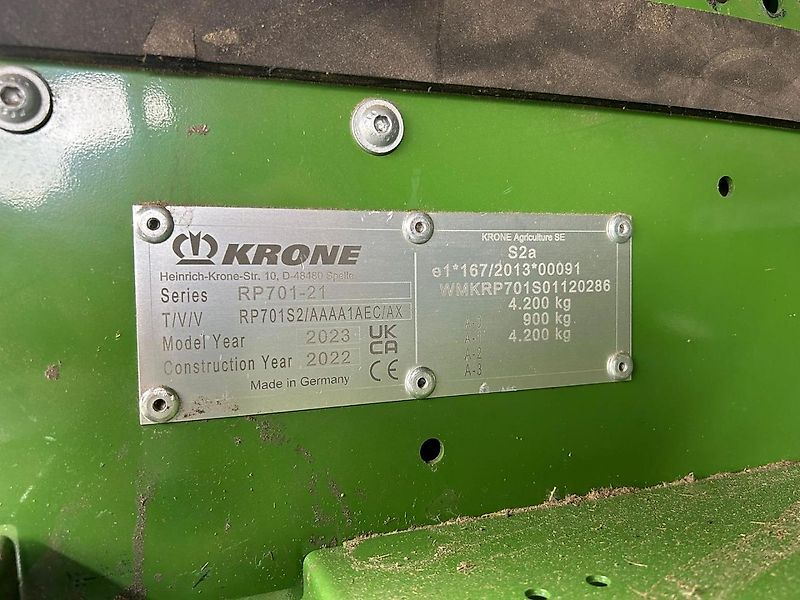 KRONE
Heinrich-Krone-Str. 10, D-48480 Spelle
Series RP701-21
T/V/V RP701S2/AAAA1AEC/AX
Model Year 2023
Construction Year 2022
UK
CA
CE
Made in Germany
KRONE Agriculture SE
S2a
e1*167/2013*00091
WMKRP701S01120286
4.200 kg
A-0 900 kg
A-1 4.200 kg
A-2
A-3